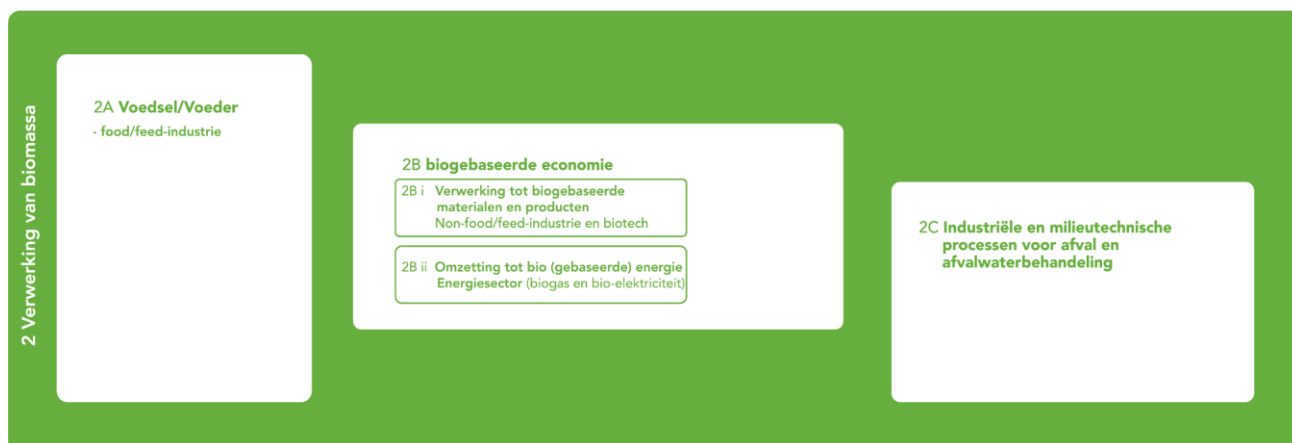 2 Verwerking van biomassa
2A Voedsel/Voeder
- food/feed-industrie
2B biogebaseerde economie
2B i Verwerking tot biogebaseerde
materialen en producten
Non-food/feed-industrie en biotech
2B ii Omzetting tot bio (gebaseerde) energie
Energiesector (biogas en bio-elektriciteit)
2C Industriële en milieutechnische
processen voor afval en
afvalwaterbehandeling